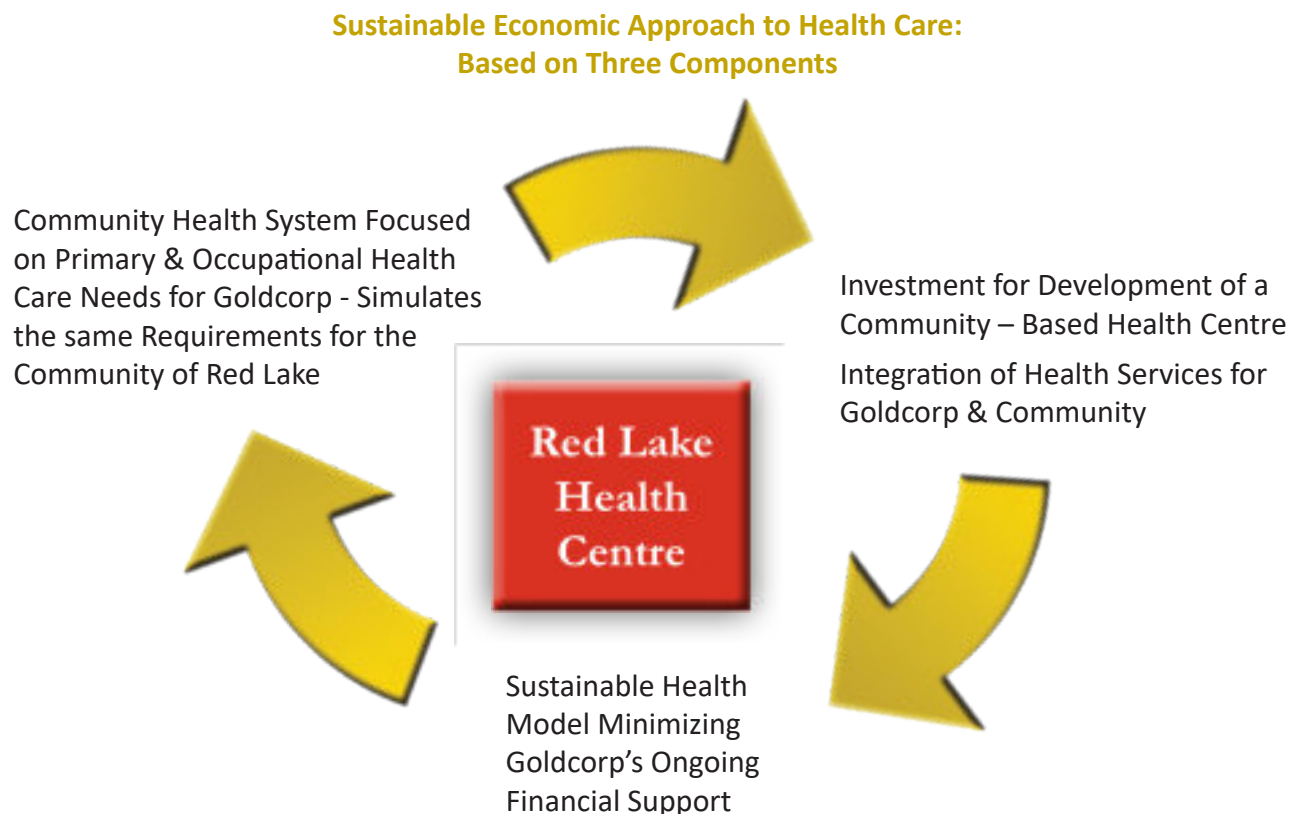 Sustainable Economic Approach to Health Care:
Based on Three Components
Community Health System Focused
on Primary & Occupational Health
Care Needs for Goldcorp - Simulates
the same Requirements for the
Community of Red Lake
Investment for Development of a
Community – Based Health Centre
Integration of Health Services for
Goldcorp & Community
Red Lake
Health
Centre
Sustainable Health
Model Minimizing
Goldcorp’s Ongoing
Financial Support